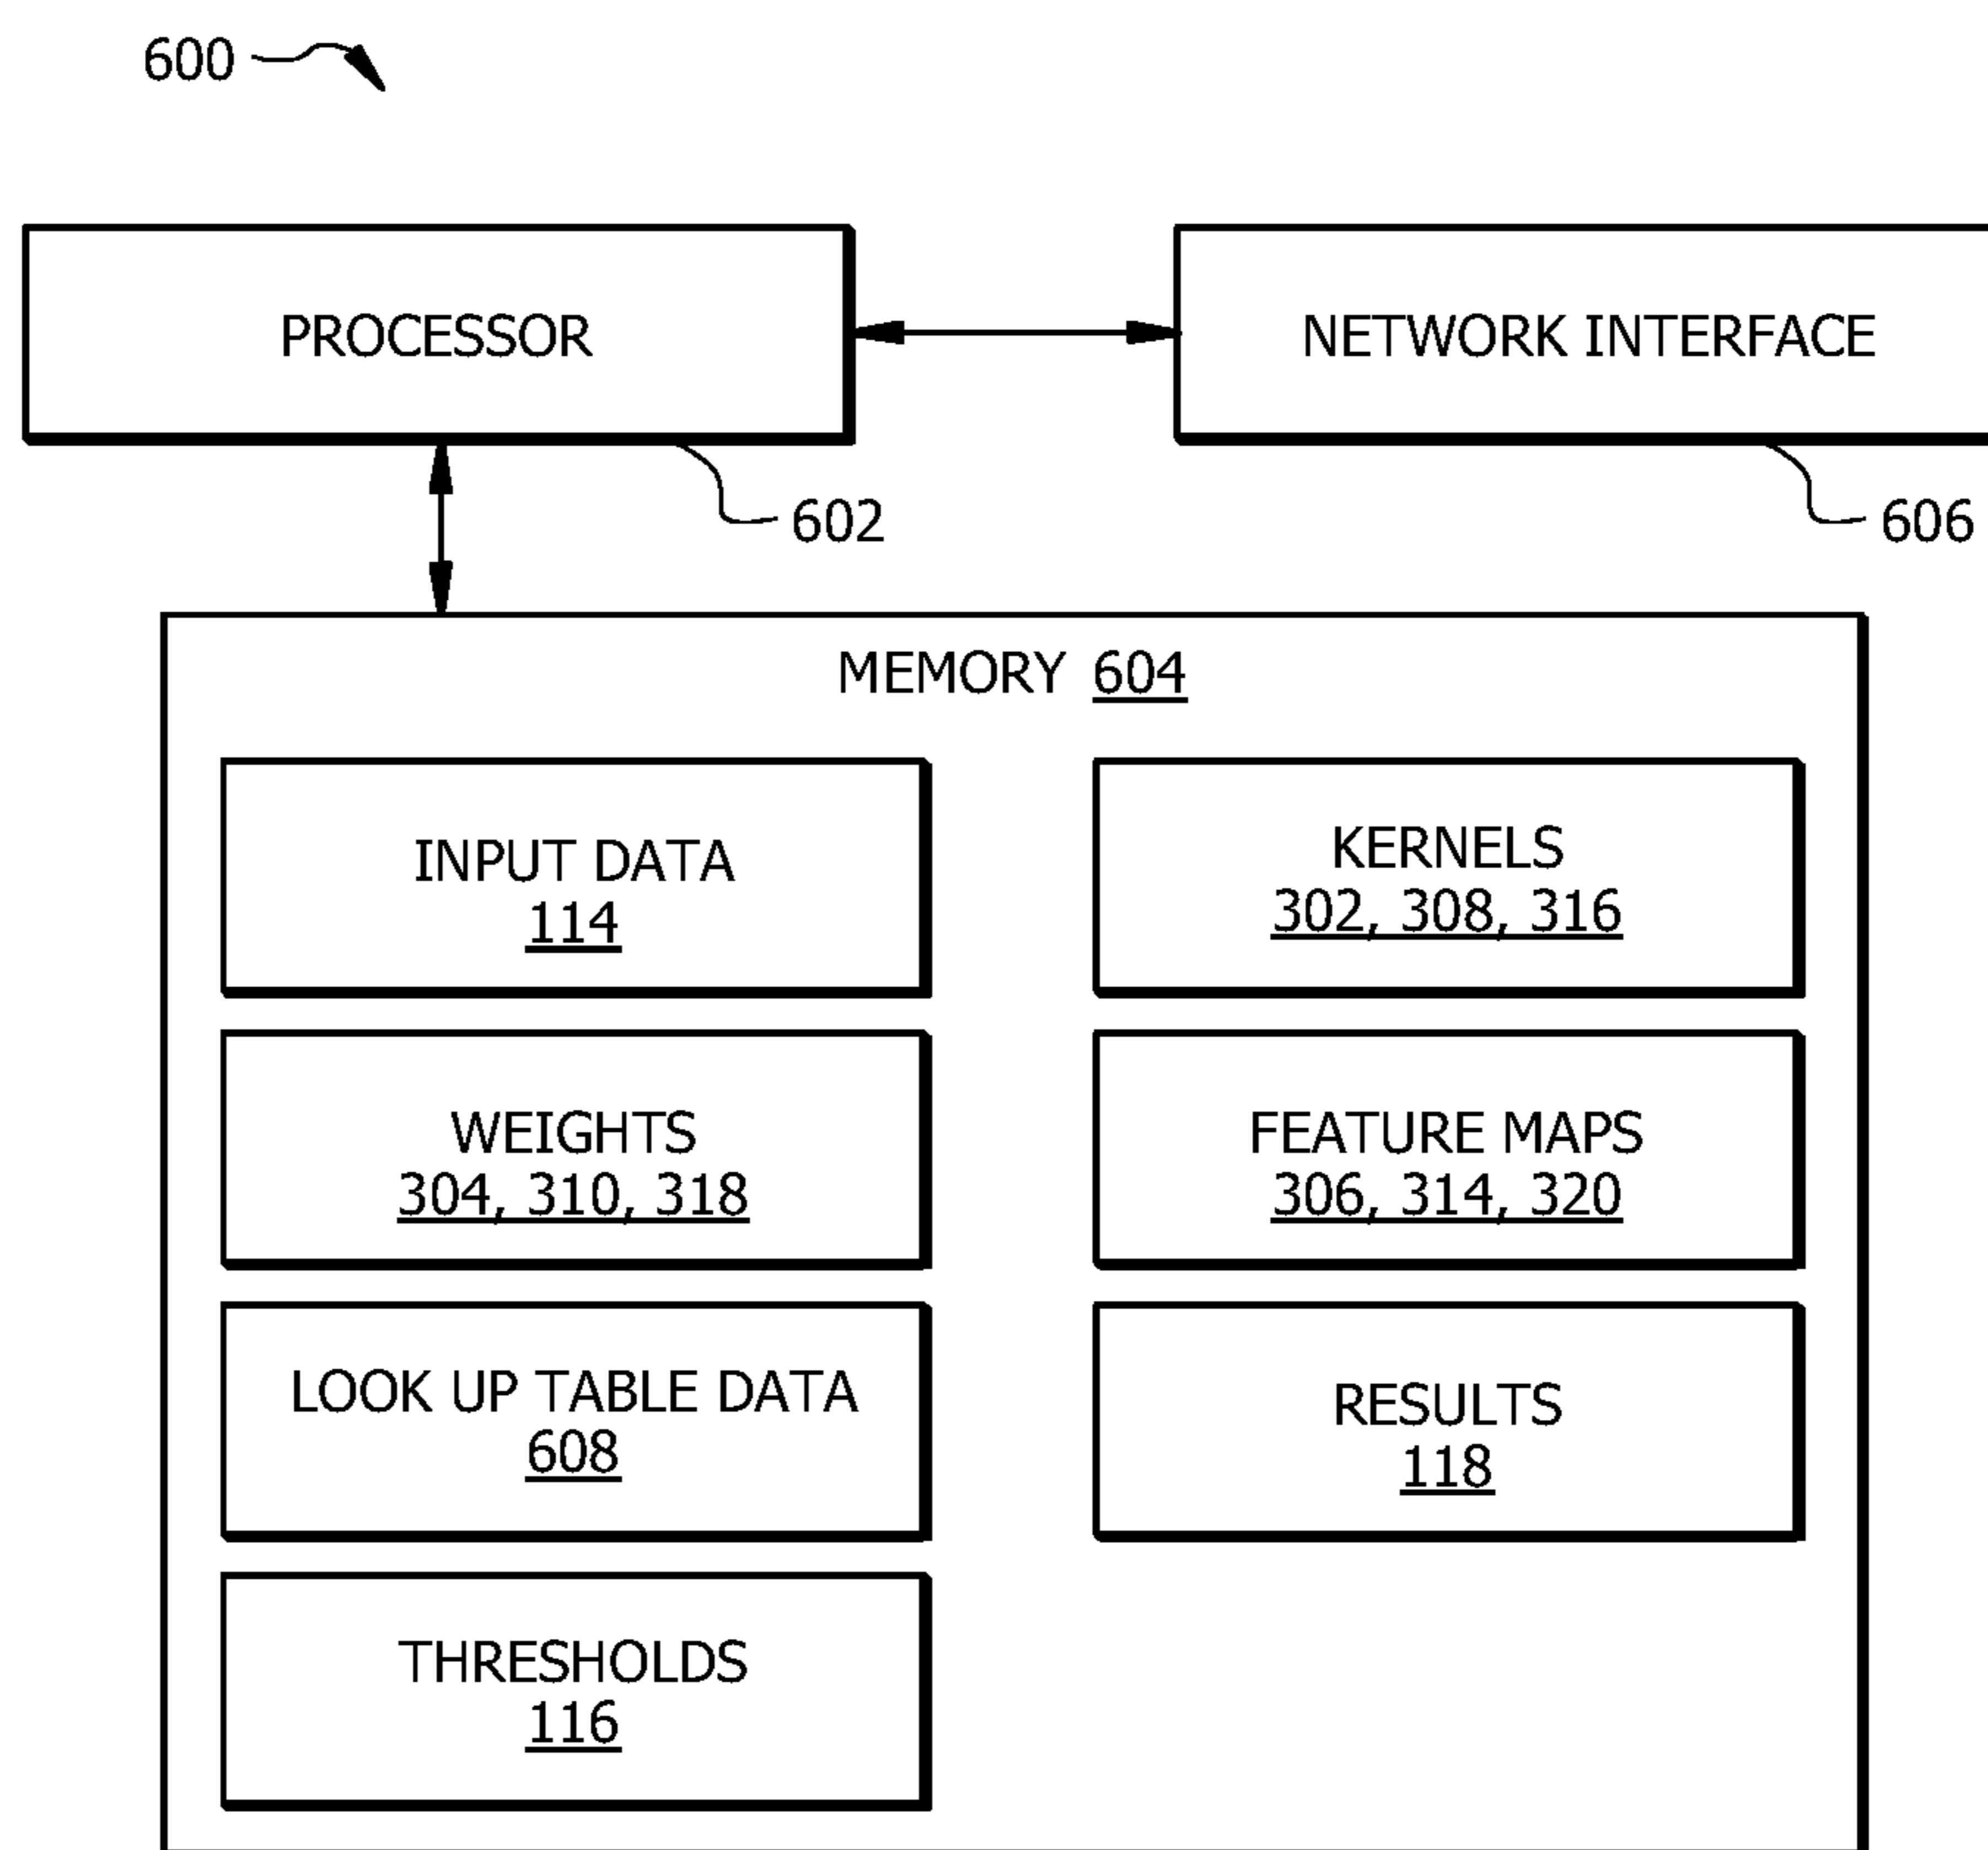 600
PROCESSOR
NETWORK INTERFACE
602
606
MEMORY 604
INPUT DATA
114
KERNELS
302, 308, 316
WEIGHTS
304, 310, 318
FEATURE MAPS
306, 314, 320
LOOK UP TABLE DATA
608
RESULTS
118
THRESHOLDS
116